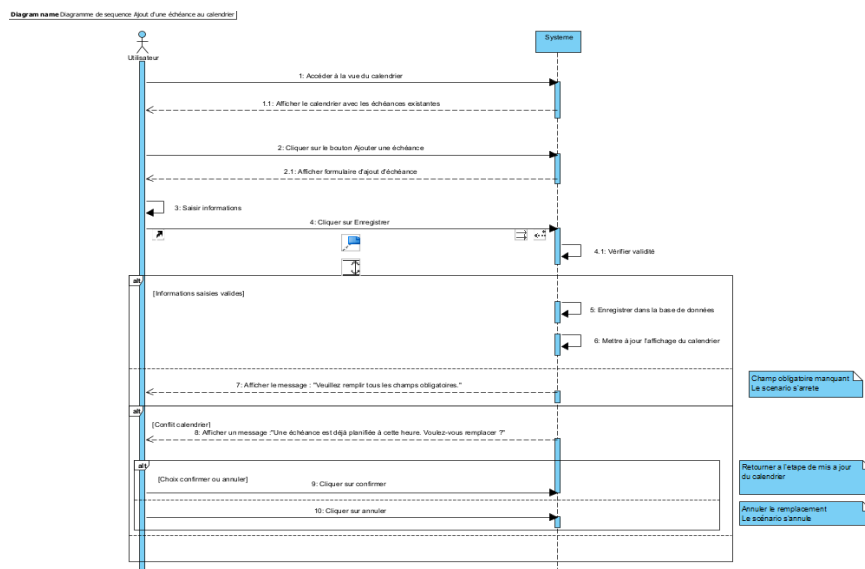 Diagram name Diagramme de sequence Ajout d'une échéance au calendrier
Utilisateur
Systeme
1: Accéder à la vue du calendrier
1.1: Afficher le calendrier avec les échéances existantes
2: Cliquer sur le bouton Ajouter une échéance
2.1: Afficher formulaire d'ajout d'échéance
3: Saisir informations
4: Cliquer sur Enregistrer
4.1: Vérifier validité
alt
[Informations saisies valides]
5: Enregistrer dans la base de données
6: Mettre à jour l'affichage du calendrier
7: Afficher le message : "Veuillez remplir tous les champs obligatoires."
Champ obligatoire manquant
Le scenario s'arrete
alt
[Conflit calendrier]
8: Afficher un message :"Une échéance est déjà planifiée à cette heure. Voulez-vous remplacer ?"
alt
[Choix confirmer ou annuler]
9: Cliquer sur confirmer
Retourner a l'etape de mis a jour
du calendrier
10: Cliquer sur annuler
Annuler le remplacement
Le scénario s'annule